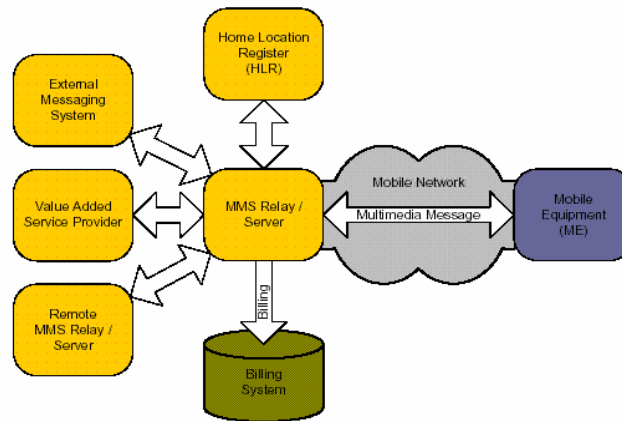 Home Location
Register
(HLR)
External
Messaging
System
Value Added
Service Provider
MMS Relay /
Server
Mobile Network
Multimedia Message
Mobile
Equipment
(ME)
Remote
MMS Relay /
Server
Billing
Billing
System